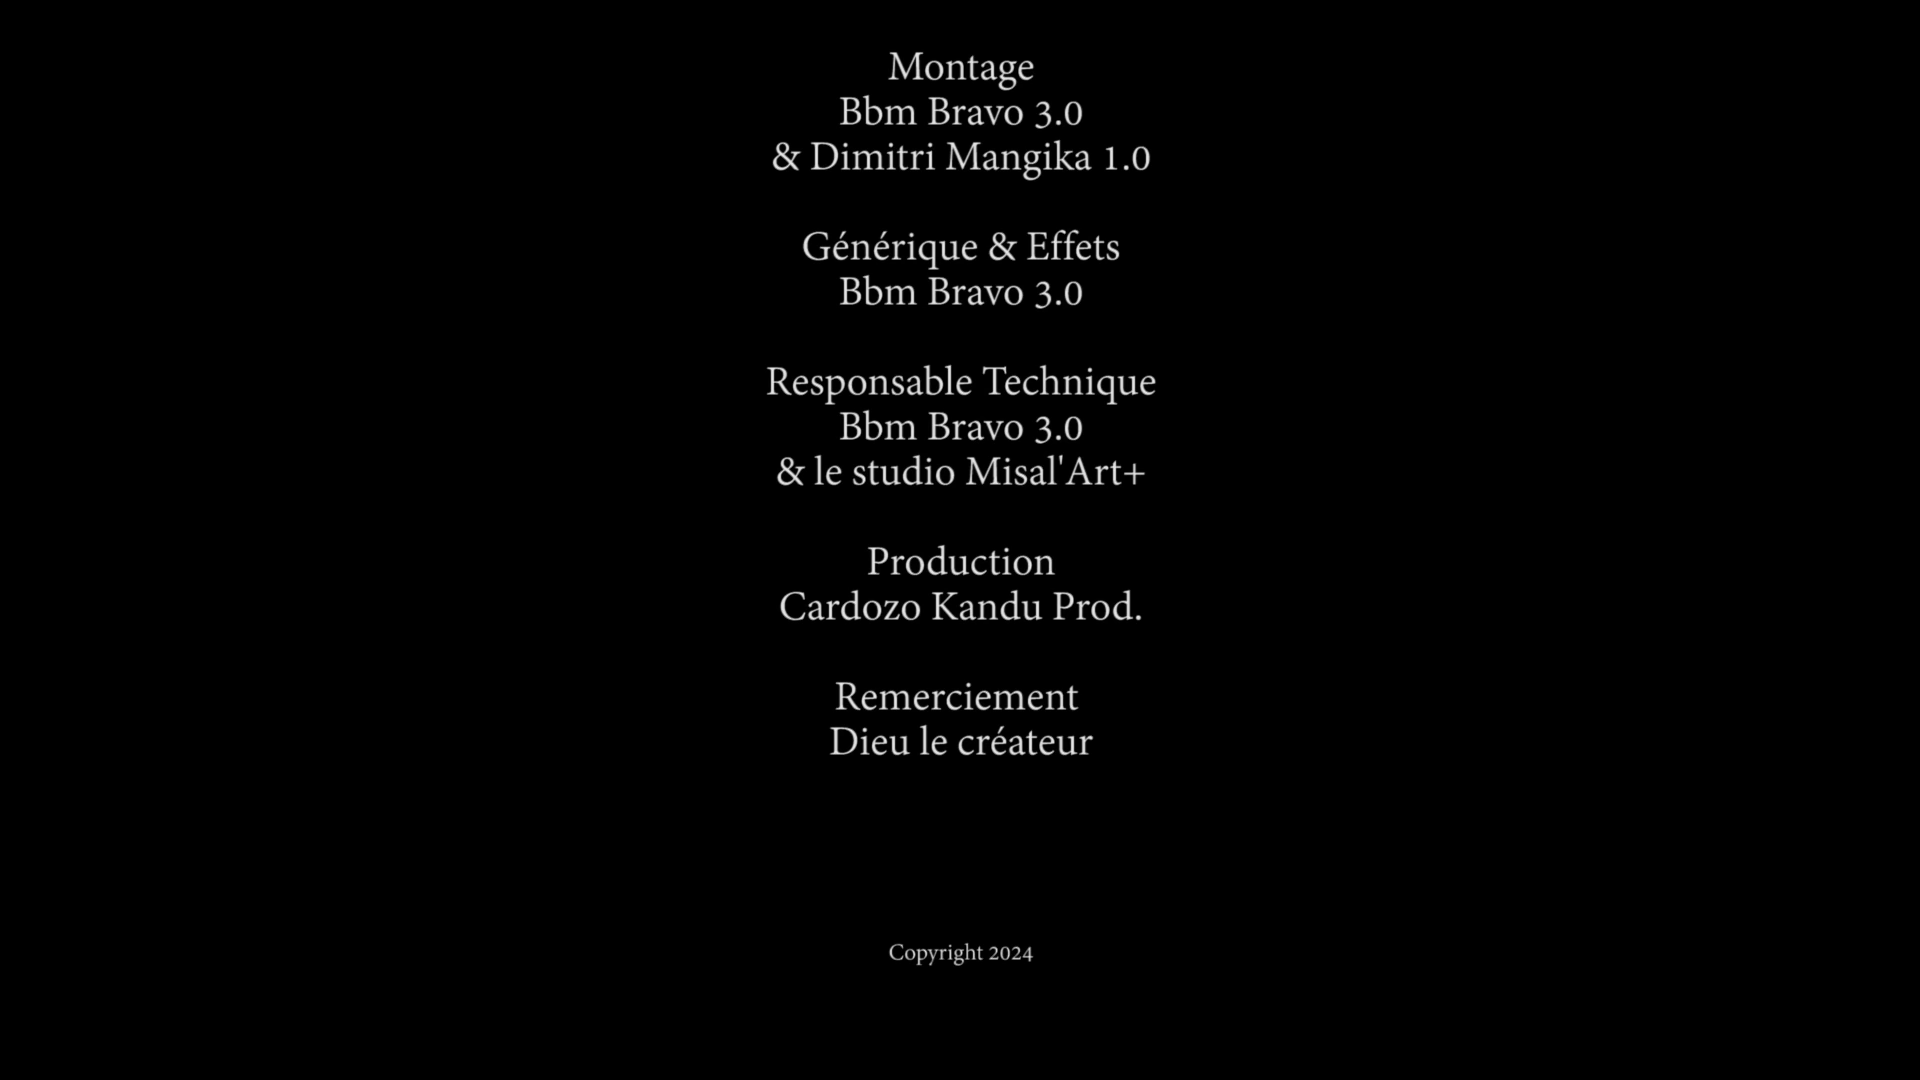 Montage
Bbm Bravo 3.0
& Dimitri Mangika 1.0
Générique & Effets
Bbm Bravo 3.0
Responsable Technique
Bbm Bravo 3.0
& le studio Misal'Art+
Production
Cardozo Kandu Prod.
Remerciement
Dieu le créateur
Copyright 2024